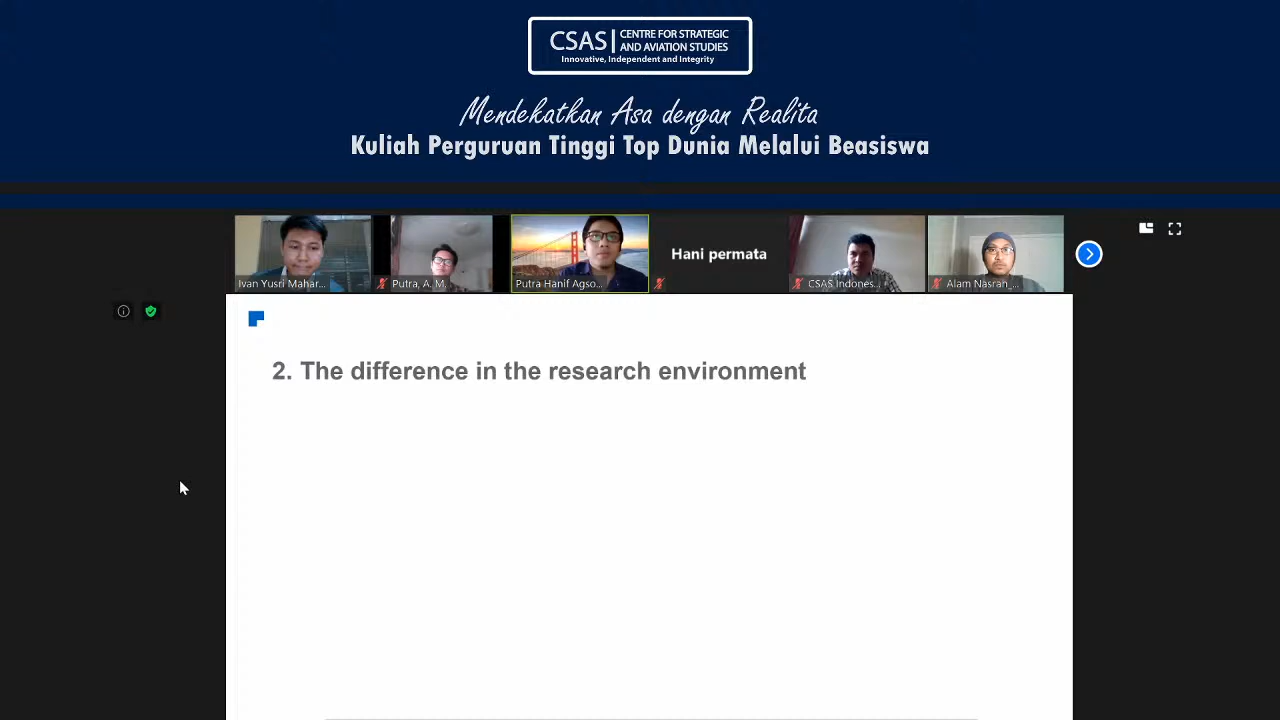 CSAS
CENTRE FOR STRATEGIC
AND AVIATION STUDIES
Innovative, Independent and Integrity
Mendekatkan Asa dengan Realita
Kuliah Perguruan Tinggi Top Dunia Melalui Beasiswa
Hani permata
Ivan Yusri Mahar...
Putra, A. M.
Putra Hanif Agso...
CSAS Indones...
Alam Nasrah_...
2. The difference in the research environment